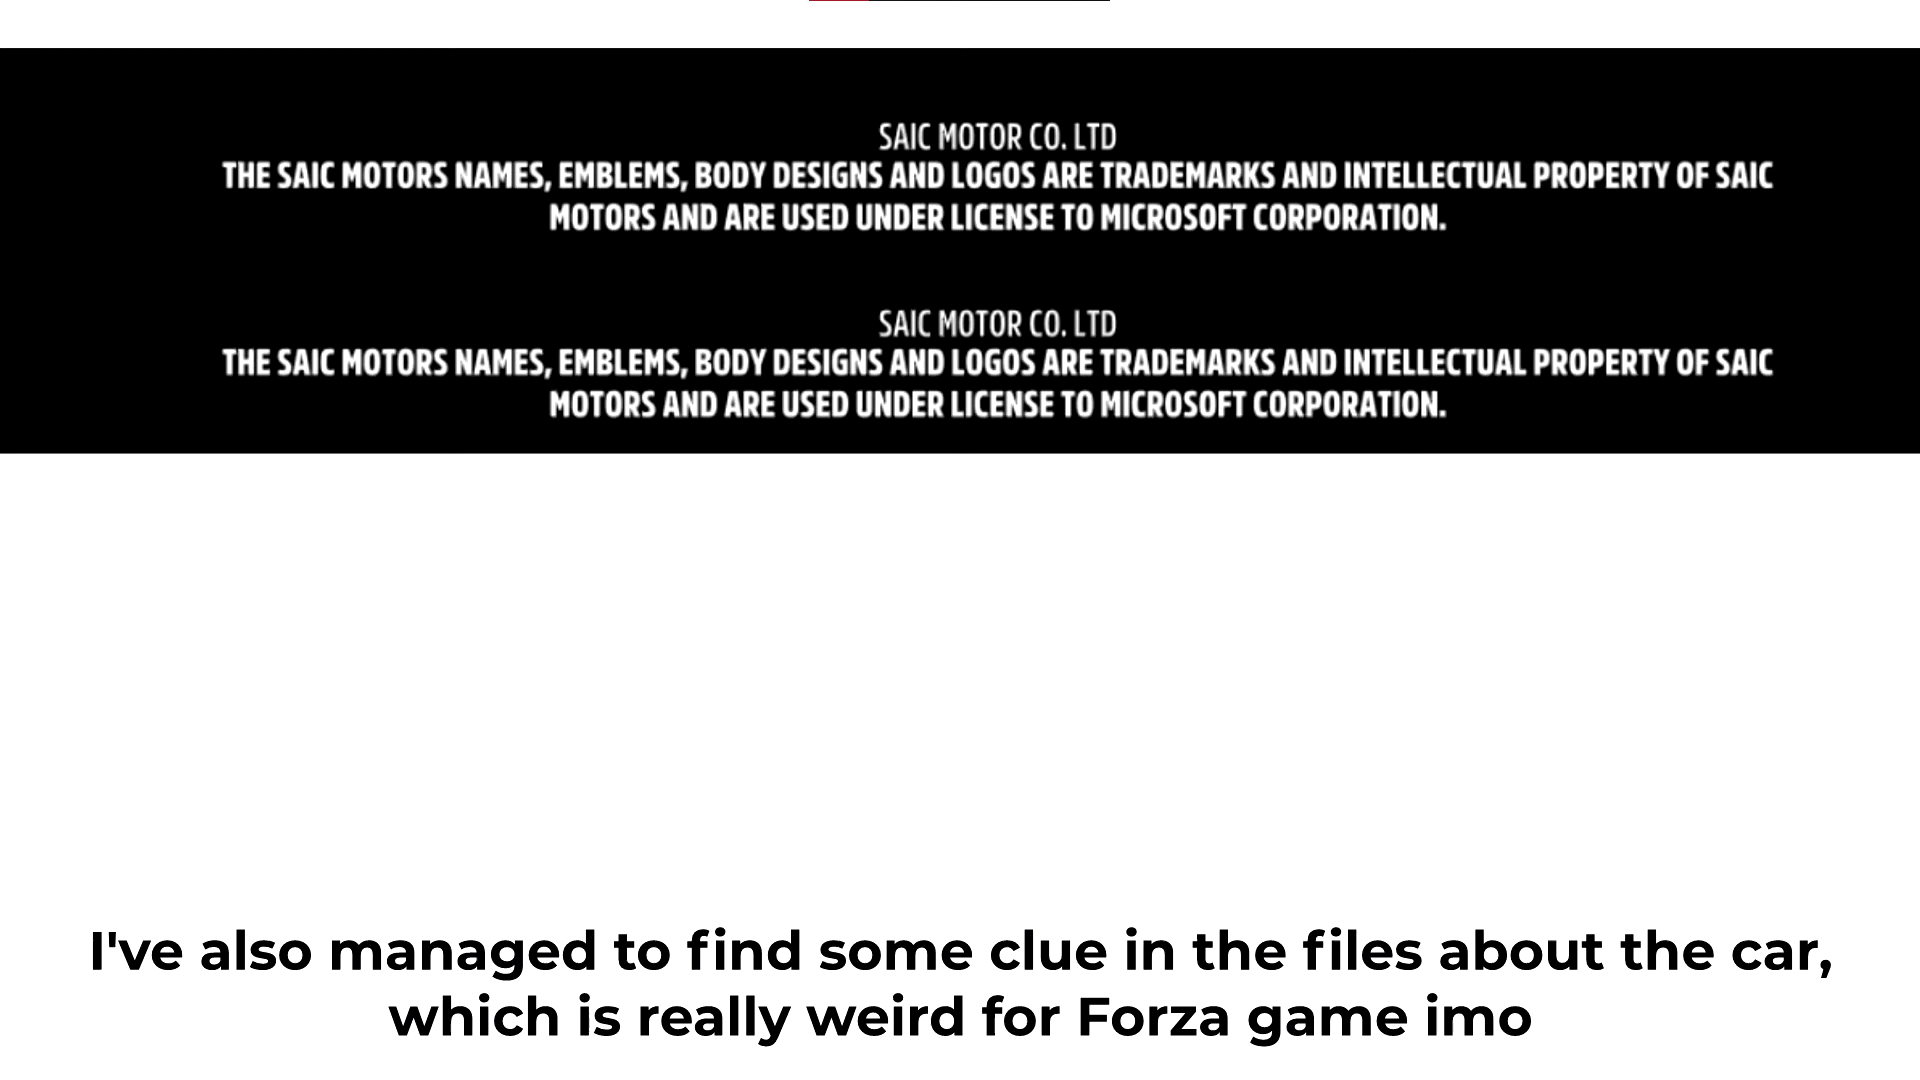 SAIC MOTOR CO. LTD
THE SAIC MOTORS NAMES, EMBLEMS, BODY DESIGNS AND LOGOS ARE TRADEMARKS AND INTELLECTUAL PROPERTY OF SAIC
MOTORS AND ARE USED UNDER LICENSE TO MICROSOFT CORPORATION.
SAIC MOTOR CO. LTD
THE SAIC MOTORS NAMES, EMBLEMS, BODY DESIGNS AND LOGOS ARE TRADEMARKS AND INTELLECTUAL PROPERTY OF SAIC
MOTORS AND ARE USED UNDER LICENSE TO MICROSOFT CORPORATION.
I've also managed to find some clue in the files about the car,
which is really weird for Forza game imo